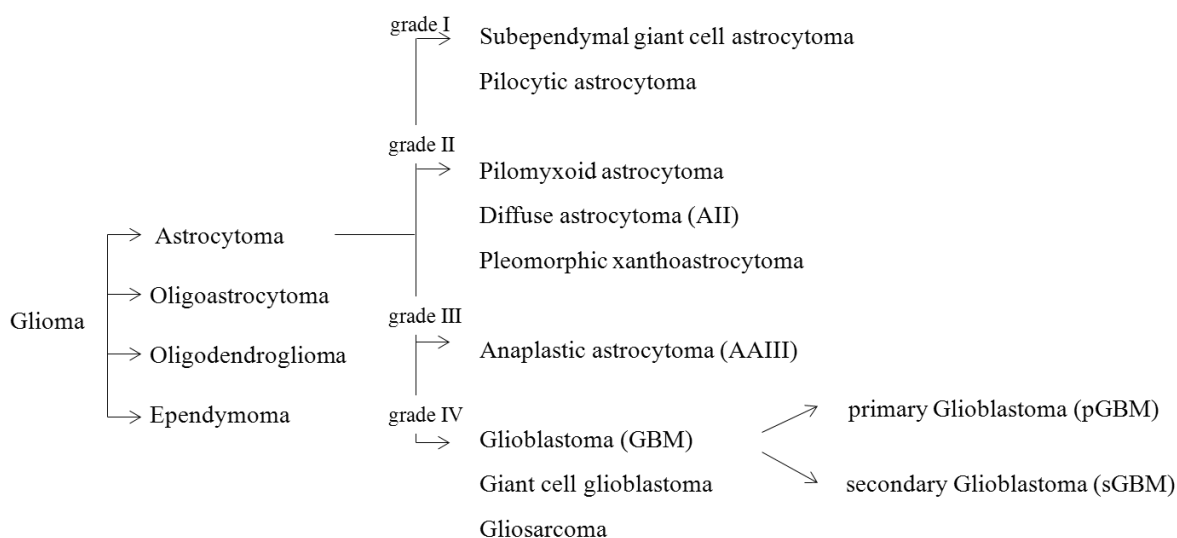 grade I
Subependymal giant cell astrocytoma
Pilocytic astrocytoma
grade II
Pilomyxoid astrocytoma
Diffuse astrocytoma (AII)
Astrocytoma
Pleomorphic xanthoastrocytoma
Oligoastrocytoma
Glioma
grade III
Oligodendroglioma
Anaplastic astrocytoma (AAIII)
Ependymoma
grade IV
primary Glioblastoma (pGBM)
Glioblastoma (GBM)
Giant cell glioblastoma
secondary Glioblastoma (sGBM)
Gliosarcoma